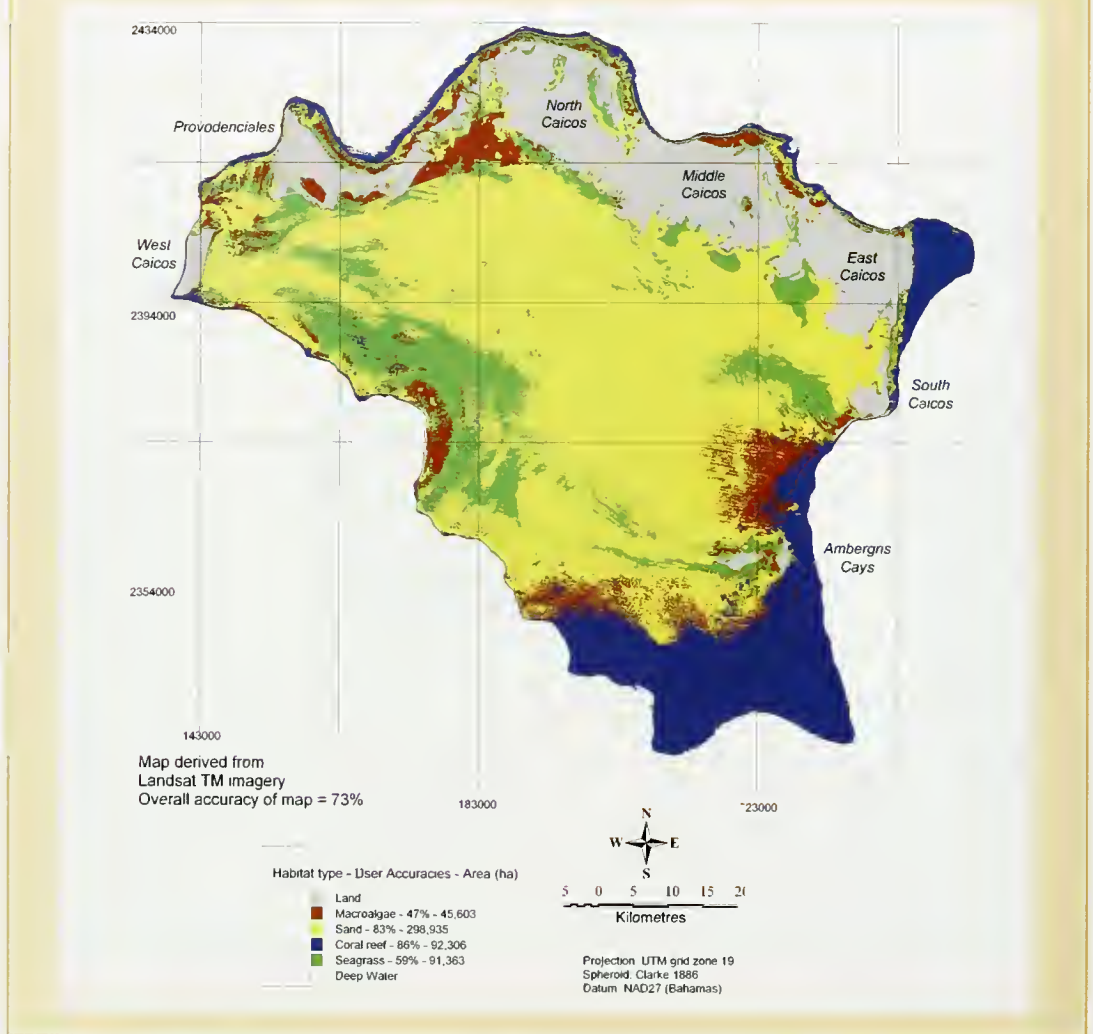 2434000
North
Caicos
Provodenciales
Middle
Caicos
West
Caicos
East
Caicos
2394000
South
Caicos
Ambergns
Cays
2354000
143000
Map derived from
Landsat TM imagery
Overall accuracy of map = 73%
183000
23000
N
W E
S
Habitat type - User Accuracies - Area (ha)
Land
Macroalgae - 47% - 45,603
Sand - 83% - 298,935
Coral reef - 86% - 92,306
Seagrass - 59% - 91,363
Deep Water
5 0 5 10 15 20
Kilometres
Projection UTM grid zone 19
Spheroid. Clarke 1886
Datum NAD27 (Bahamas)